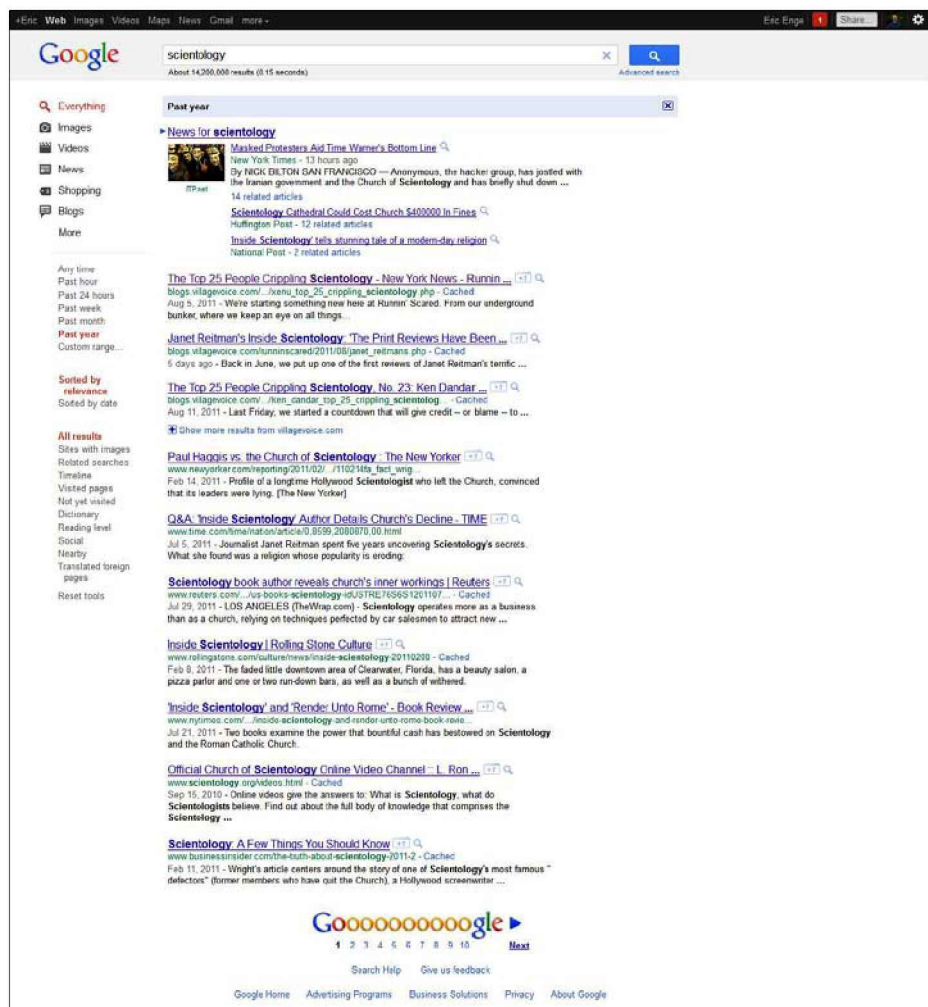 +Eric Web Images Videos Maps News Gmail more
Eric Enge 1 Share...
Google
scientology
About 14,200,000 results (0.15 seconds)
Advanced search
Everything
Images
Videos
News
Shopping
Blogs
More
Any time
Past hour
Past 24 hours
Past week
Past month
Past year
Custom range...
Sorted by
relevance
Sorted by date
All results
Sites with images
Related searches
Timeline
Visited pages
Not yet visited
Dictionary
Reading level
Social
Nearby
Translated foreign
pages
Reset tools
Past year
News for scientology
Masked Protesters Aid Time Warner's Bottom Line
New York Times - 13 hours ago
By NICK BILTON SAN FRANCISCO — Anonymous, the hacker group, has jostled with
the Iranian government and the Church of Scientology and has briefly shut down ...
ITP.net
14 related articles
Scientology Cathedral Could Cost Church $400000 In Fines
Huffington Post - 12 related articles
'Inside Scientology' tells stunning tale of a modern-day religion
National Post - 2 related articles
The Top 25 People Crippling Scientology - New York News - Runnin ... +1
blogs.villagevoice.com/.../xenu_top_25_crippling_scientology.php - Cached
Aug 5, 2011 - We're starting something new here at Runnin' Scared. From our underground
bunker, where we keep an eye on all things...
Janet Reitman's Inside Scientology: 'The Print Reviews Have Been ... +1
blogs.villagevoice.com/runninscared/2011/08/janet_reitmans.php - Cached
5 days ago - Back in June, we put up one of the first reviews of Janet Reitman's terrific ...
The Top 25 People Crippling Scientology, No. 23: Ken Dandar ... +1
blogs.villagevoice.com/.../ken_dandar_top_25_crippling_scientolog... - Cached
Aug 11, 2011 - Last Friday, we started a countdown that will give credit -- or blame -- to ...
Show more results from villagevoice.com
Paul Haggis vs. the Church of Scientology : The New Yorker +1
www.newyorker.com/reporting/2011/02/.../110214fa_fact_wrig...
Feb 14, 2011 - Profile of a longtime Hollywood Scientologist who left the Church, convinced
that its leaders were lying. [The New Yorker]
Q&A: 'Inside Scientology' Author Details Church's Decline - TIME +1
www.time.com/time/nation/article/0,8599,2080870,00.html
Jul 5, 2011 - Journalist Janet Reitman spent five years uncovering Scientology's secrets.
What she found was a religion whose popularity is eroding:
Scientology book author reveals church's inner workings | Reuters +1
www.reuters.com/.../us-books-scientology-idUSTRE76S6S1201107... - Cached
Jul 29, 2011 - LOS ANGELES (TheWrap.com) - Scientology operates more as a business
than as a church, relying on techniques perfected by car salesmen to attract new ...
Inside Scientology | Rolling Stone Culture +1
www.rollingstone.com/culture/news/inside-scientology-20110208 - Cached
Feb 8, 2011 - The faded little downtown area of Clearwater, Florida, has a beauty salon, a
pizza parlor and one or two run-down bars, as well as a bunch of withered.
'Inside Scientology' and 'Render Unto Rome' - Book Review ... +1
www.nytimes.com/.../inside-scientology-and-render-unto-rome-book-revie...
Jul 21, 2011 - Two books examine the power that bountiful cash has bestowed on Scientology
and the Roman Catholic Church.
Official Church of Scientology Online Video Channel :: L. Ron ... +1
www.scientology.org/videos.html - Cached
Sep 15, 2010 - Online videos give the answers to: What is Scientology, what do
Scientologists believe. Find out about the full body of knowledge that comprises the
Scientology ...
Scientology: A Few Things You Should Know +1
www.businessinsider.com/the-truth-about-scientology-2011-2 - Cached
Feb 11, 2011 - Wright's article centers around the story of one of Scientology's most famous "
defectors" (former members who have quit the Church), a Hollywood screenwriter ...
Goooooooooogle
1 2 3 4 5 6 7 8 9 10 Next
Search Help Give us feedback
Google Home Advertising Programs Business Solutions Privacy About Google